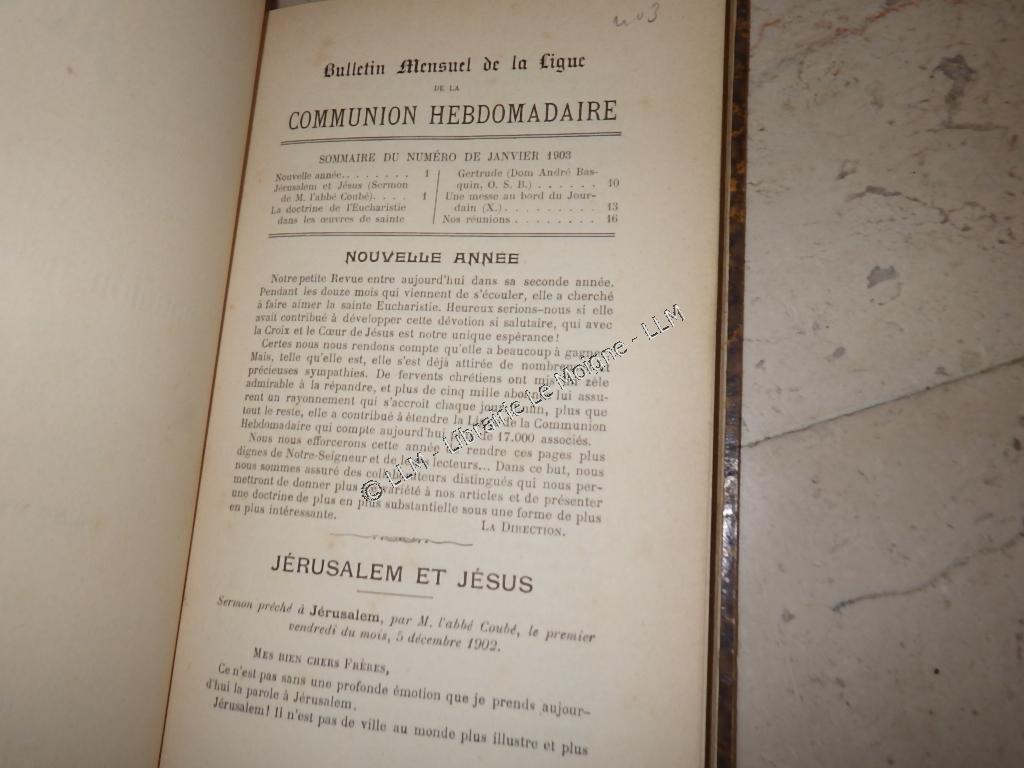 Bulletin Mensuel de la Ligue
DE LA
COMMUNION HEBDOMADAIRE
SOMMAIRE DU NUMÉRO DE JANVIER 1903
Nouvelle année. . . . . . . . 1
Jérusalem et Jésus (Sermon
de M. l'abbé Coubé). . . . 1
La doctrine de l'Eucharistie
dans les œuvres de sainte
Gertrude (Dom André Bas-
quin, O. S. B.) . . . . . . 10
Une messe au bord du Jour-
dain (X.) . . . . . . . . . 13
Nos réunions . . . . . . . . 16
NOUVELLE ANNÉE
Notre petite Revue entre aujourd'hui dans sa seconde année.
Pendant les douze mois qui viennent de s'écouler, elle a cherché
à faire aimer la sainte Eucharistie. Heureux serions-nous si elle
avait contribué à développer cette dévotion si salutaire, qui avec
la Croix et le Cœur de Jésus est notre unique espérance!
Certes nous nous rendons compte qu'elle a beaucoup à gagner.
Mais, telle qu'elle est, elle s'est déjà attirée de nombreuses et
précieuses sympathies. De fervents chrétiens ont mis un zèle
admirable à la répandre, et plus de cinq mille abonnés lui assu-
rent un rayonnement qui s'accroît chaque jour. Enfin, plus que
tout le reste, elle a contribué à étendre la Ligue de la Communion
Hebdomadaire qui compte aujourd'hui de 17.000 associés.
Nous nous efforcerons cette année de rendre ces pages plus
dignes de Notre-Seigneur et de lecteurs... Dans ce but, nous
nous sommes assuré des collaborateurs distingués qui nous per-
mettront de donner plus de variété à nos articles et de présenter
une doctrine de plus en plus substantielle sous une forme de plus
en plus intéressante.
LA DIRECTION.
JÉRUSALEM ET JÉSUS
Sermon prêché à Jérusalem, par M. l'abbé Coubé, le premier
vendredi du mois, 5 décembre 1902.
MES BIEN CHERS FRÈRES,
Ce n'est pas sans une profonde émotion que je prends aujour-
d'hui la parole à Jérusalem.
Jérusalem! Il n'est pas de ville au monde plus illustre et plus
© LLM - Librairie Le Moigne - LLM